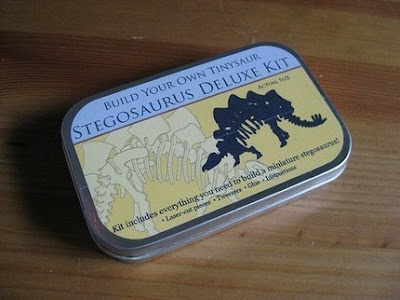 Build Your Own Tinysaur
Stegosaurus Deluxe Kit
Actual Size
Kit includes everything you need to build a miniature stegosaurus!
• Laser-cut pieces • Tweezers • Glue • Instructions